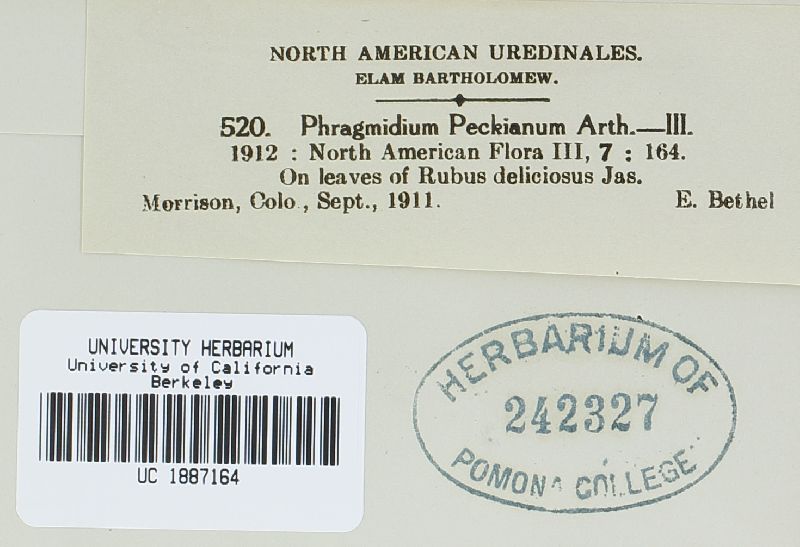 NORTH AMERICAN UREDINALES.
ELAM BARTHOLOMEW.
520. Phragmidium Peckianum Arth.—III.
1912 : North American Flora III, 7 : 164.
On leaves of Rubus deliciosus Jas.
Morrison, Colo., Sept., 1911. E. Bethel
UNIVERSITY HERBARIUM
University of California
Berkeley
UC 1887164
HERBARIUM OF
242327
POMONA COLLEGE